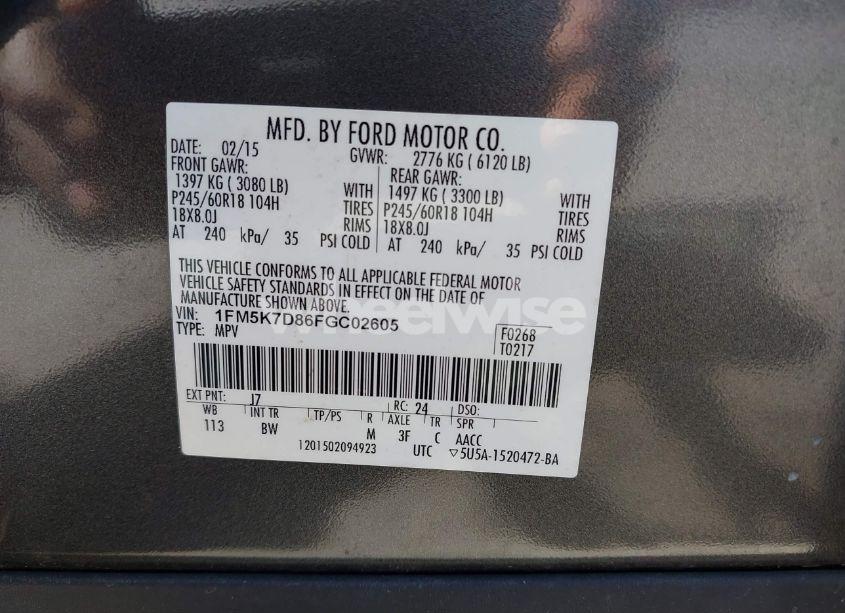 MFD. BY FORD MOTOR CO.
DATE: 02/15 GVWR: 2776 KG ( 6120 LB)
FRONT GAWR: REAR GAWR:
1397 KG ( 3080 LB) WITH 1497 KG ( 3300 LB) WITH
P245/60R18 104H TIRES P245/60R18 104H TIRES
18X8.0J RIMS 18X8.0J RIMS
AT 240 kPa/ 35 PSI COLD AT 240 kPa/ 35 PSI COLD
THIS VEHICLE CONFORMS TO ALL APPLICABLE FEDERAL MOTOR
VEHICLE SAFETY STANDARDS IN EFFECT ON THE DATE OF
MANUFACTURE SHOWN ABOVE.
wheelwise
VIN: 1FM5K7D86FGC02605
TYPE: MPV
F0268
T0217
EXT PNT: J7 RC: 24 DSO:
WB INT TR TP/PS R AXLE TR SPR
113 BW M 3F C AACC
1201502094923 UTC ▽5U5A-1520472-BA